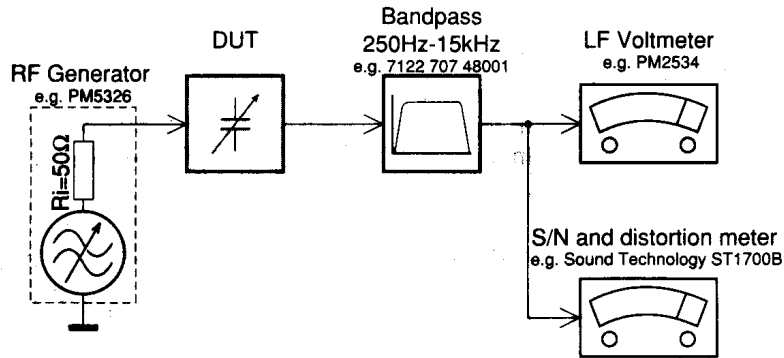 Bandpass
250Hz-15kHz
e.g. 7122 707 48001
DUT
LF Voltmeter
e.g. PM2534
RF Generator
e.g. PM5326
Ri=50Ω
S/N and distortion meter
e.g. Sound Technology ST1700B